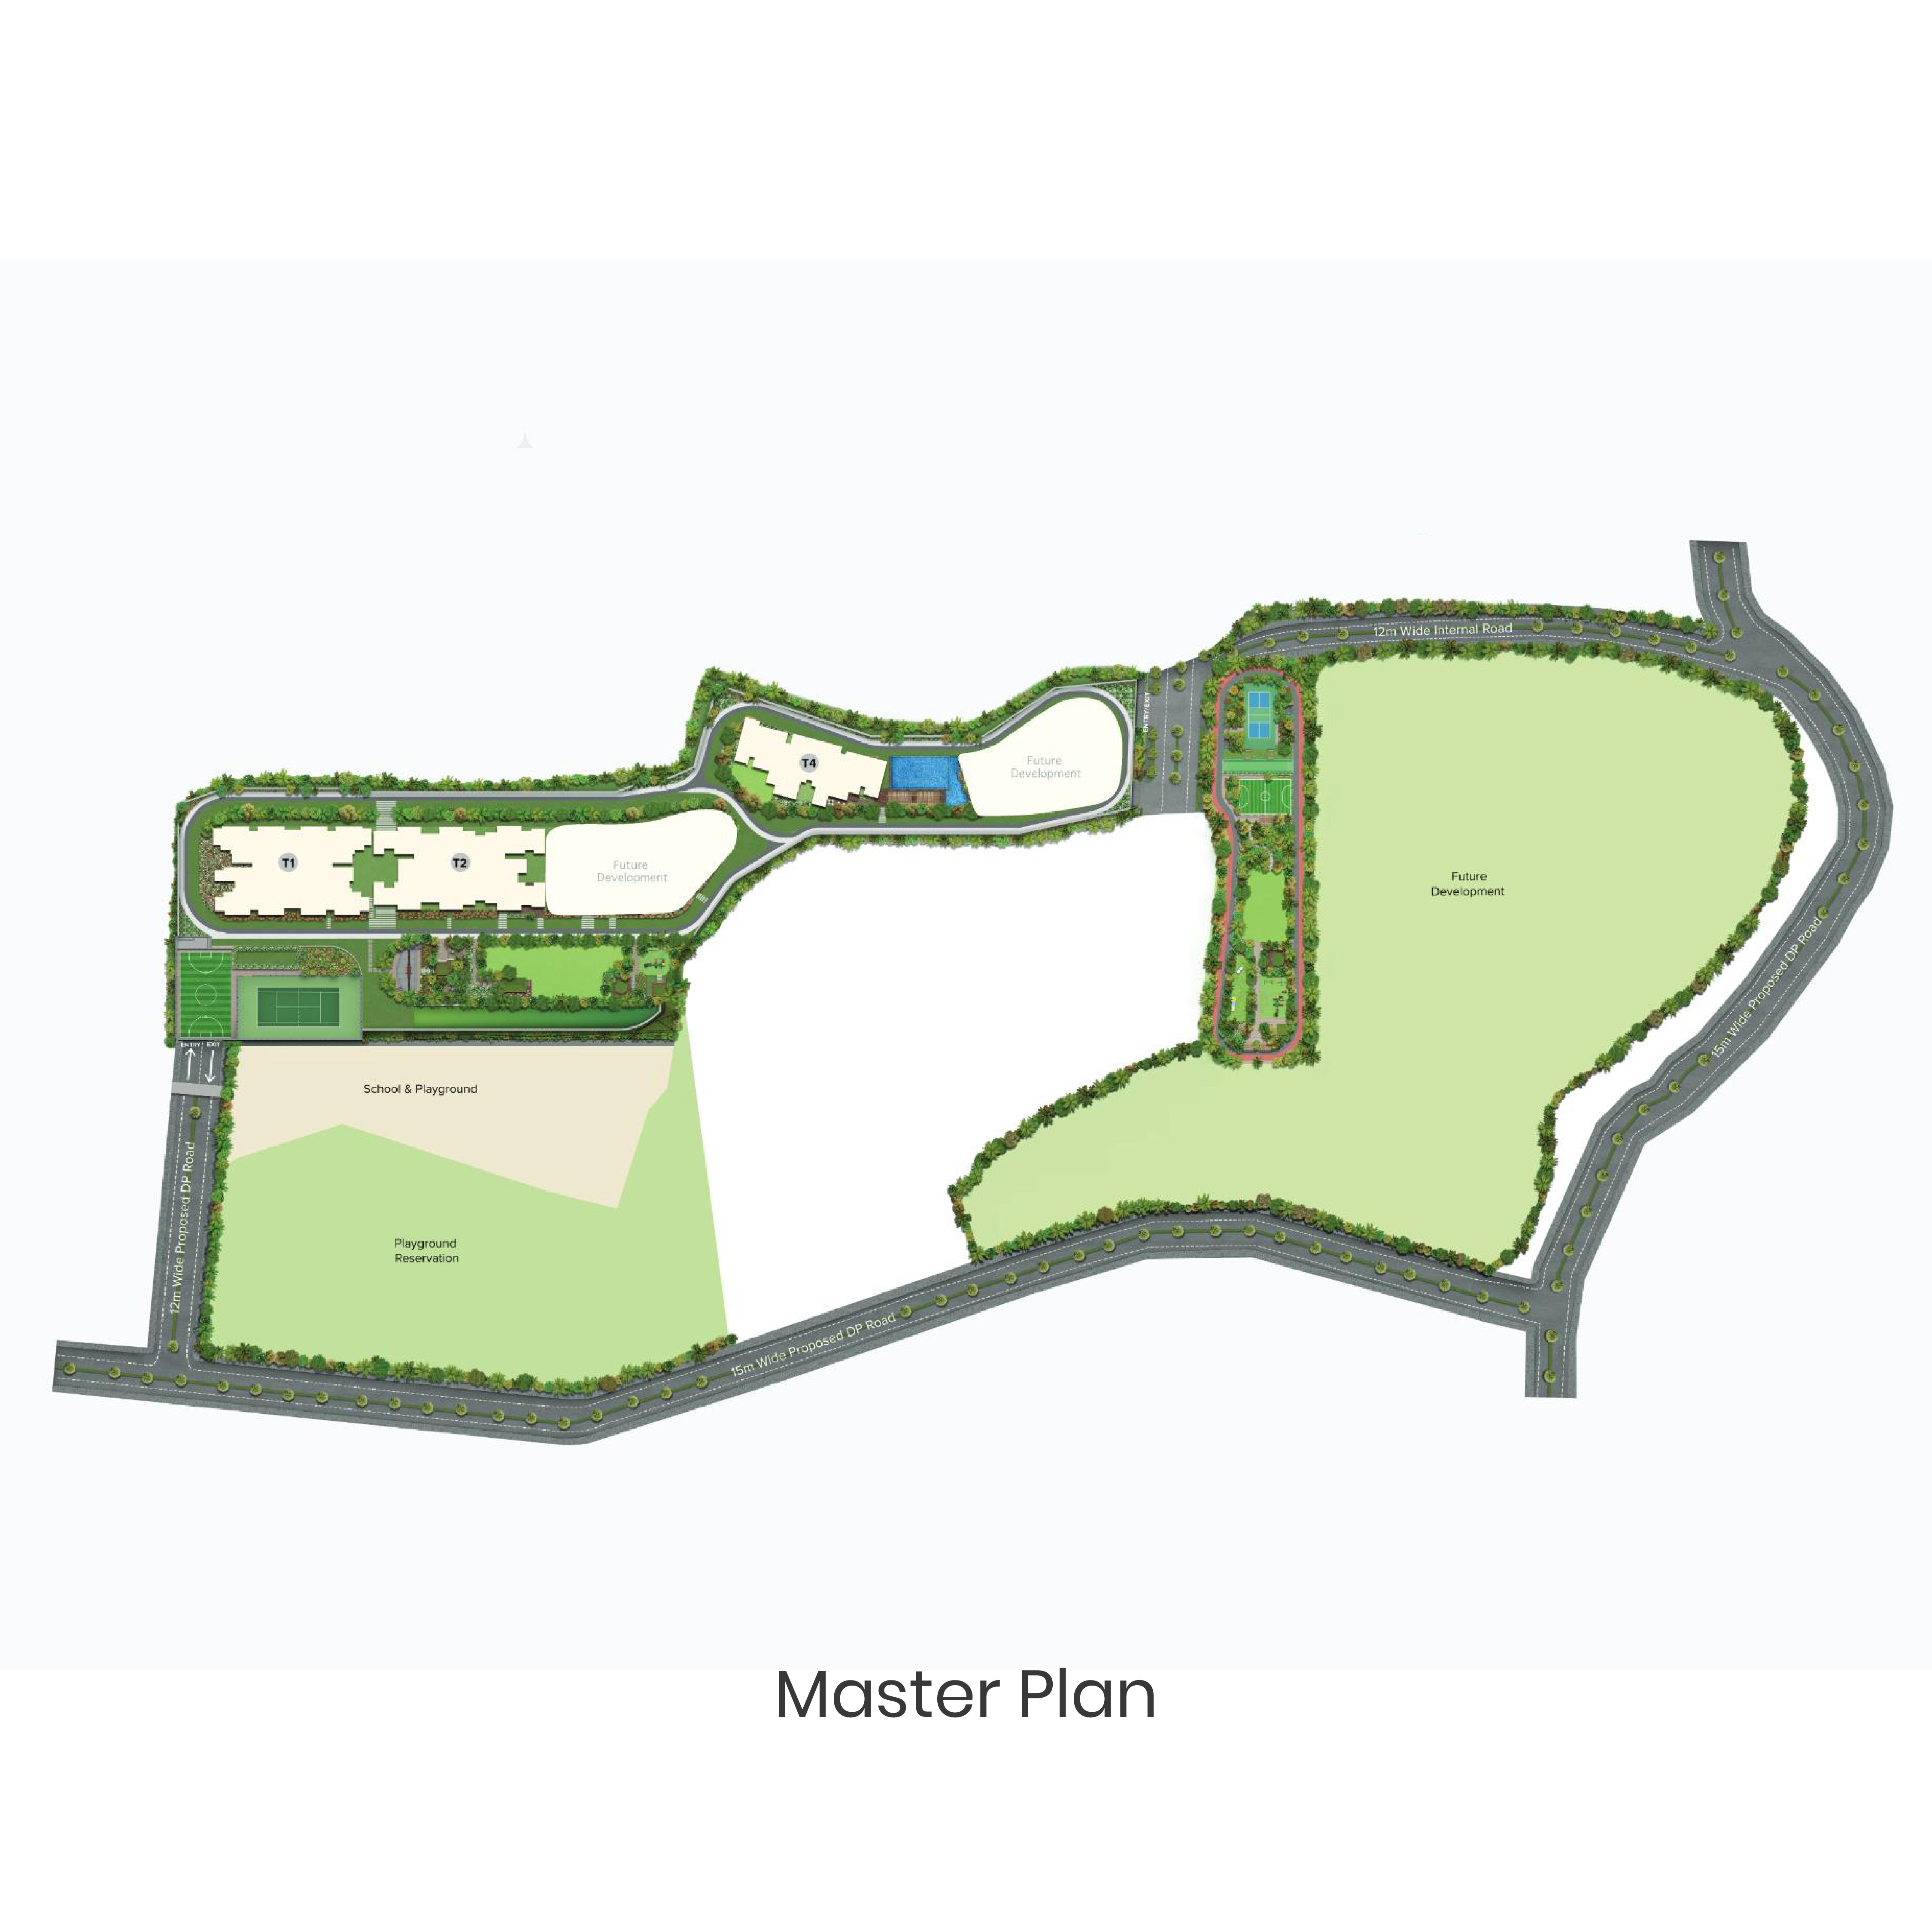 12m Wide Internal Road
ENTRY/EXIT
T4
Future
Development
T1
T2
Future
Development
Future
Development
15m Wide Proposed DP Road
ENTRY
EXIT
School & Playground
12m Wide Proposed DP Road
Playground
Reservation
15m Wide Proposed DP Road
Master Plan